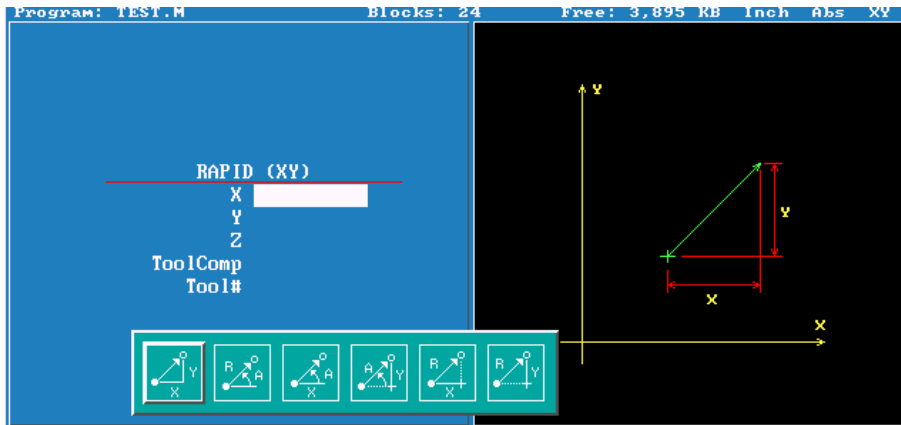 Program: TEST.M Blocks: 24 Free: 3,895 KB Inch Abs XY
RAPID (XY)
X
Y
Z
ToolComp
Tool#
Y
Y
X
X
Y X
R A
A X
A Y
R X
R Y